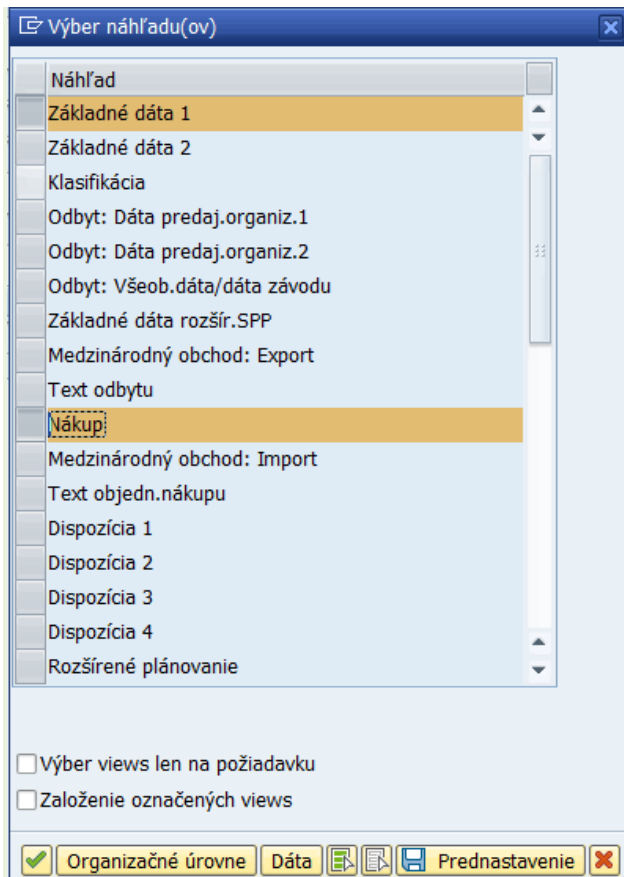 Výber náhľadu(ov)
Náhľad
Základné dáta 1
Základné dáta 2
Klasifikácia
Odbyt: Dáta predaj.organiz.1
Odbyt: Dáta predaj.organiz.2
Odbyt: Všeob.dáta/dáta závodu
Základné dáta rozšír.SPP
Medzinárodný obchod: Export
Text odbytu
Nákup
Medzinárodný obchod: Import
Text objedn.nákupu
Dispozícia 1
Dispozícia 2
Dispozícia 3
Dispozícia 4
Rozšírené plánovanie
Výber views len na požiadavku
Založenie označených views
Organizačné úrovne Dáta Prednastavenie